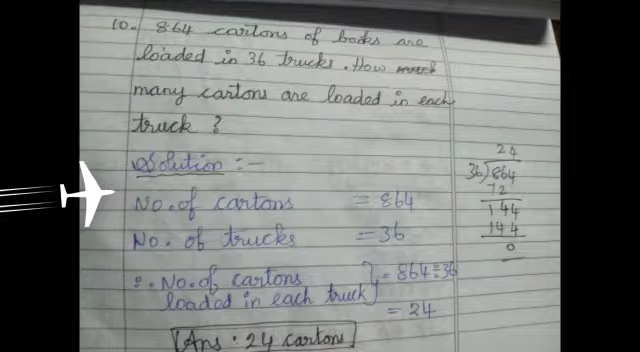 10. 864 cartons of books are
loaded in 36 trucks. How much
many cartons are loaded in each
truck ?
Solution :-
No. of cartons = 864
No. of trucks = 36
∴ No. of cartons
loaded in each truck] = 864 ÷ 36
= 24
[Ans : 24 cartons]
24
36)864
72
144
144
0